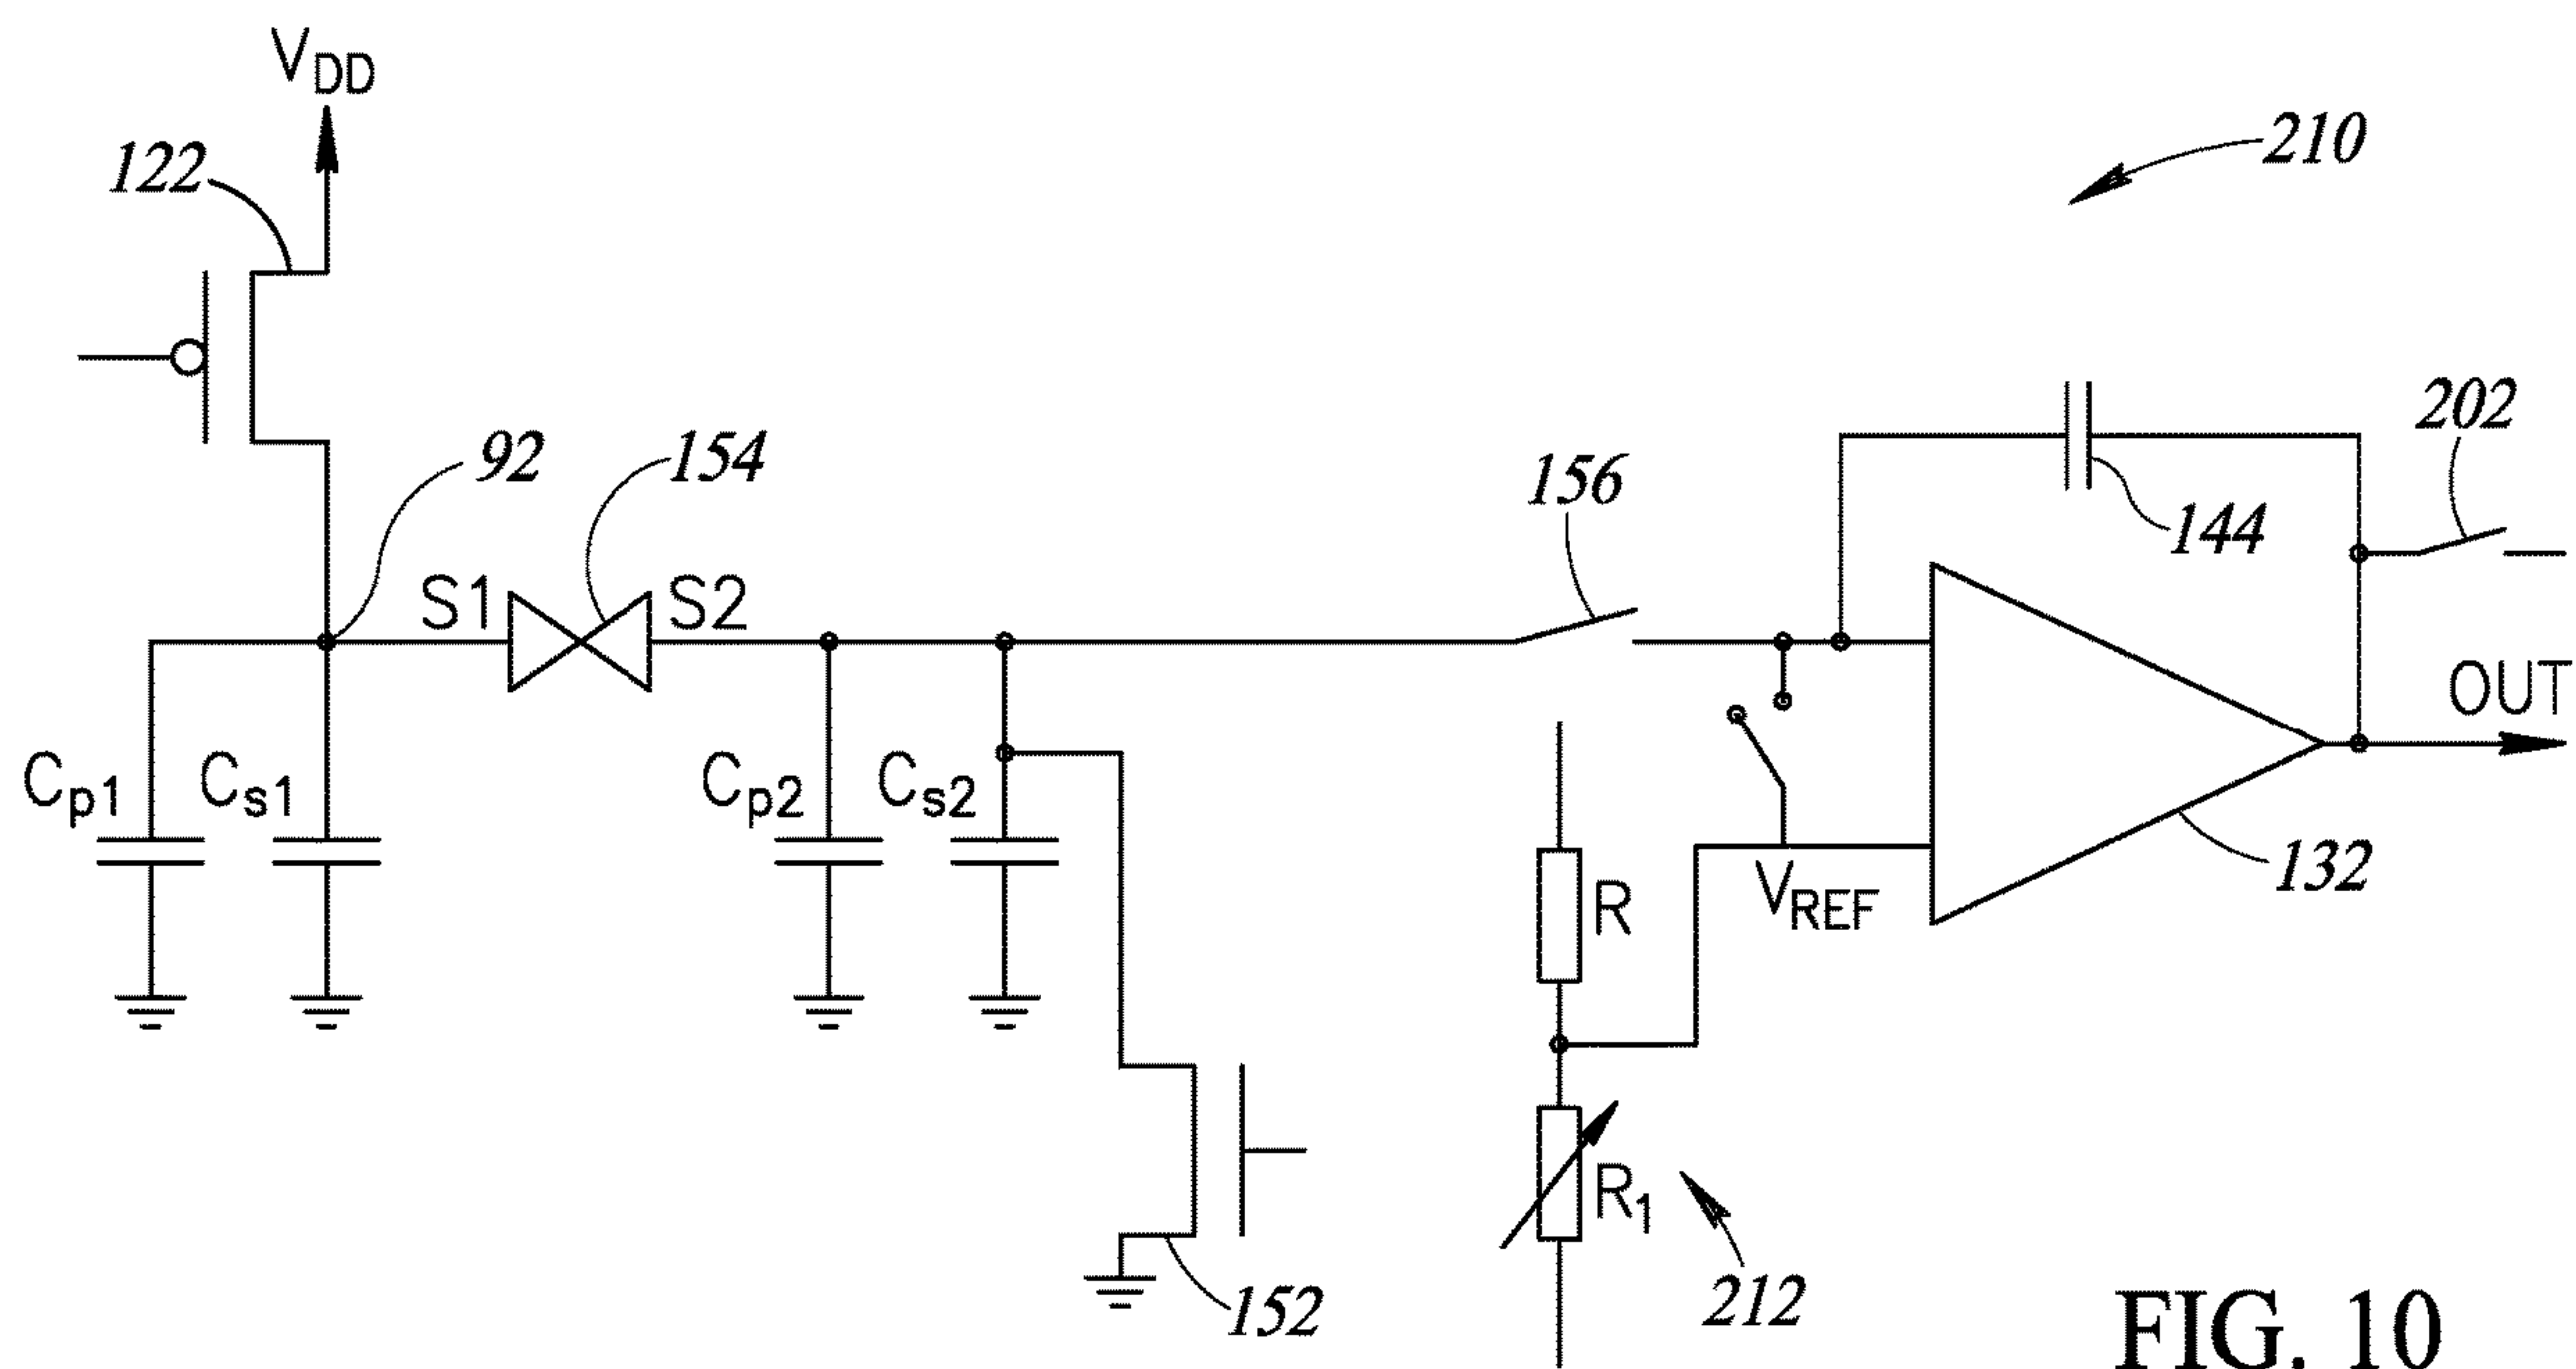 VDD
122
210
92
154
S1
S2
156
144
202
OUT
Cp1
Cs1
Cp2
Cs2
R
VREF
132
R1
212
152
FIG. 10